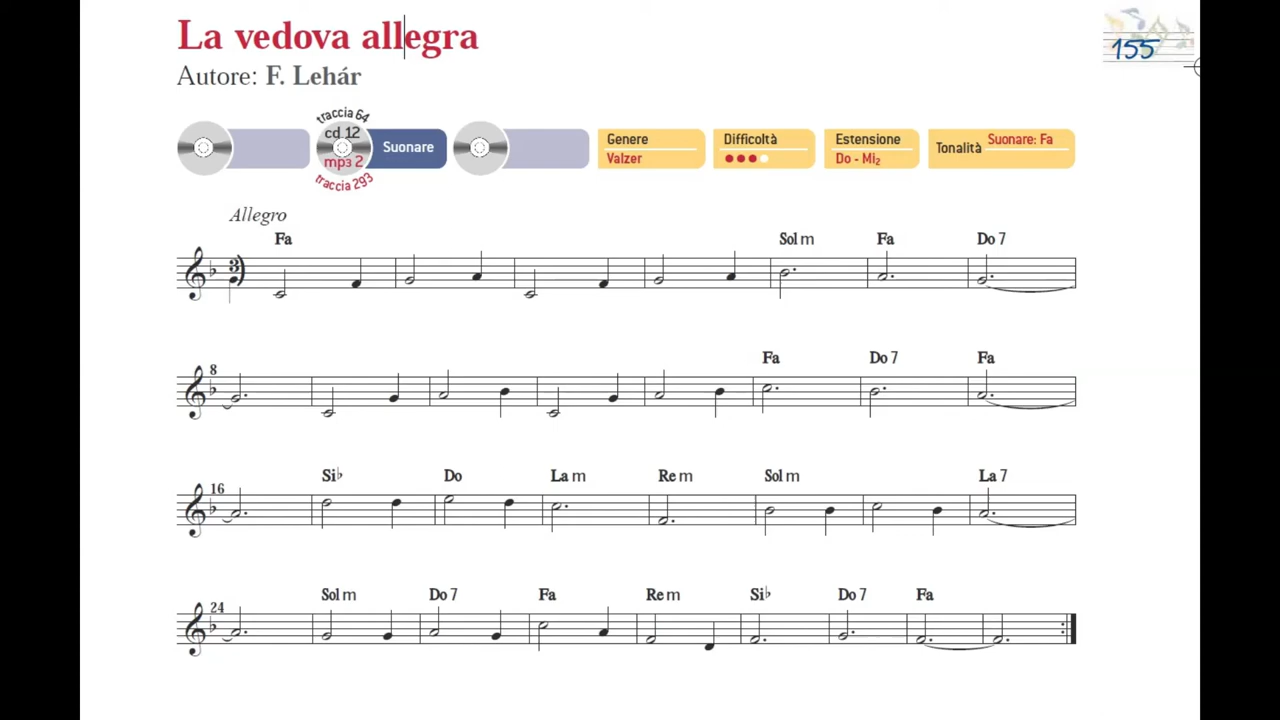 La vedova allegra
155
Autore: F. Lehár
traccia 64
cd 12
mp3 2
traccia 293
Suonare
Genere
Valzer
Difficoltà
Estensione
Do - Mi₂
Tonalità
Suonare: Fa
Allegro
Fa Sol m Fa Do 7
3
8
Fa Do 7 Fa
16
Si♭ Do La m Re m Sol m La 7
24
Sol m Do 7 Fa Re m Si♭ Do 7 Fa